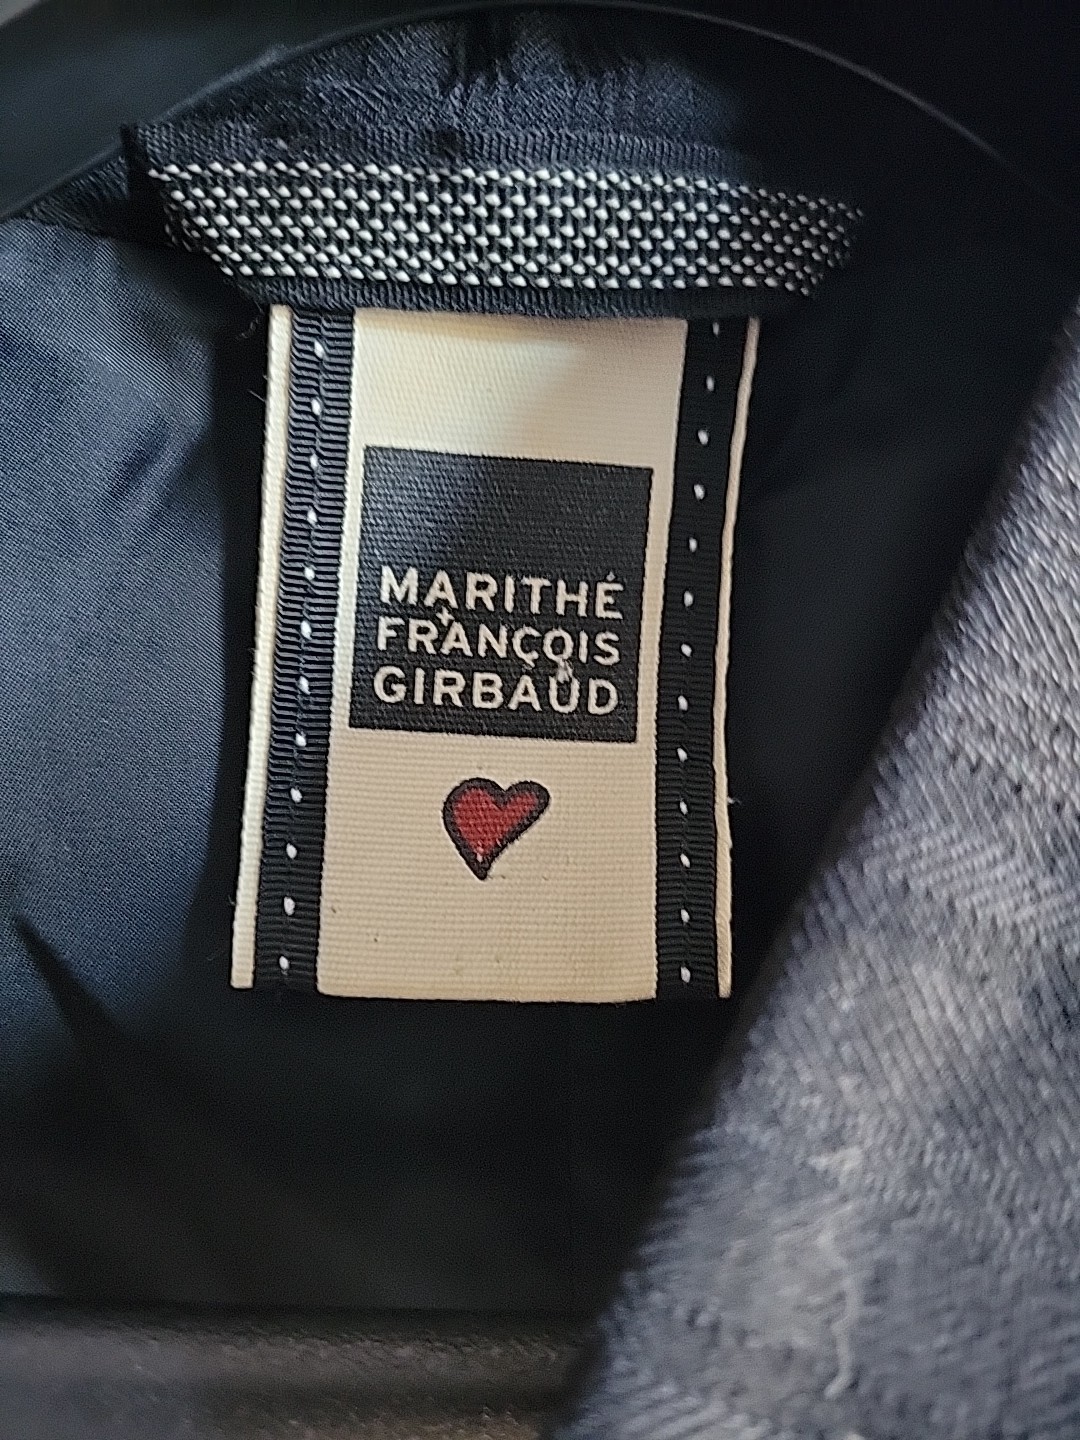 MARITHÉ
+
FRANÇOIS
GIRBAUD